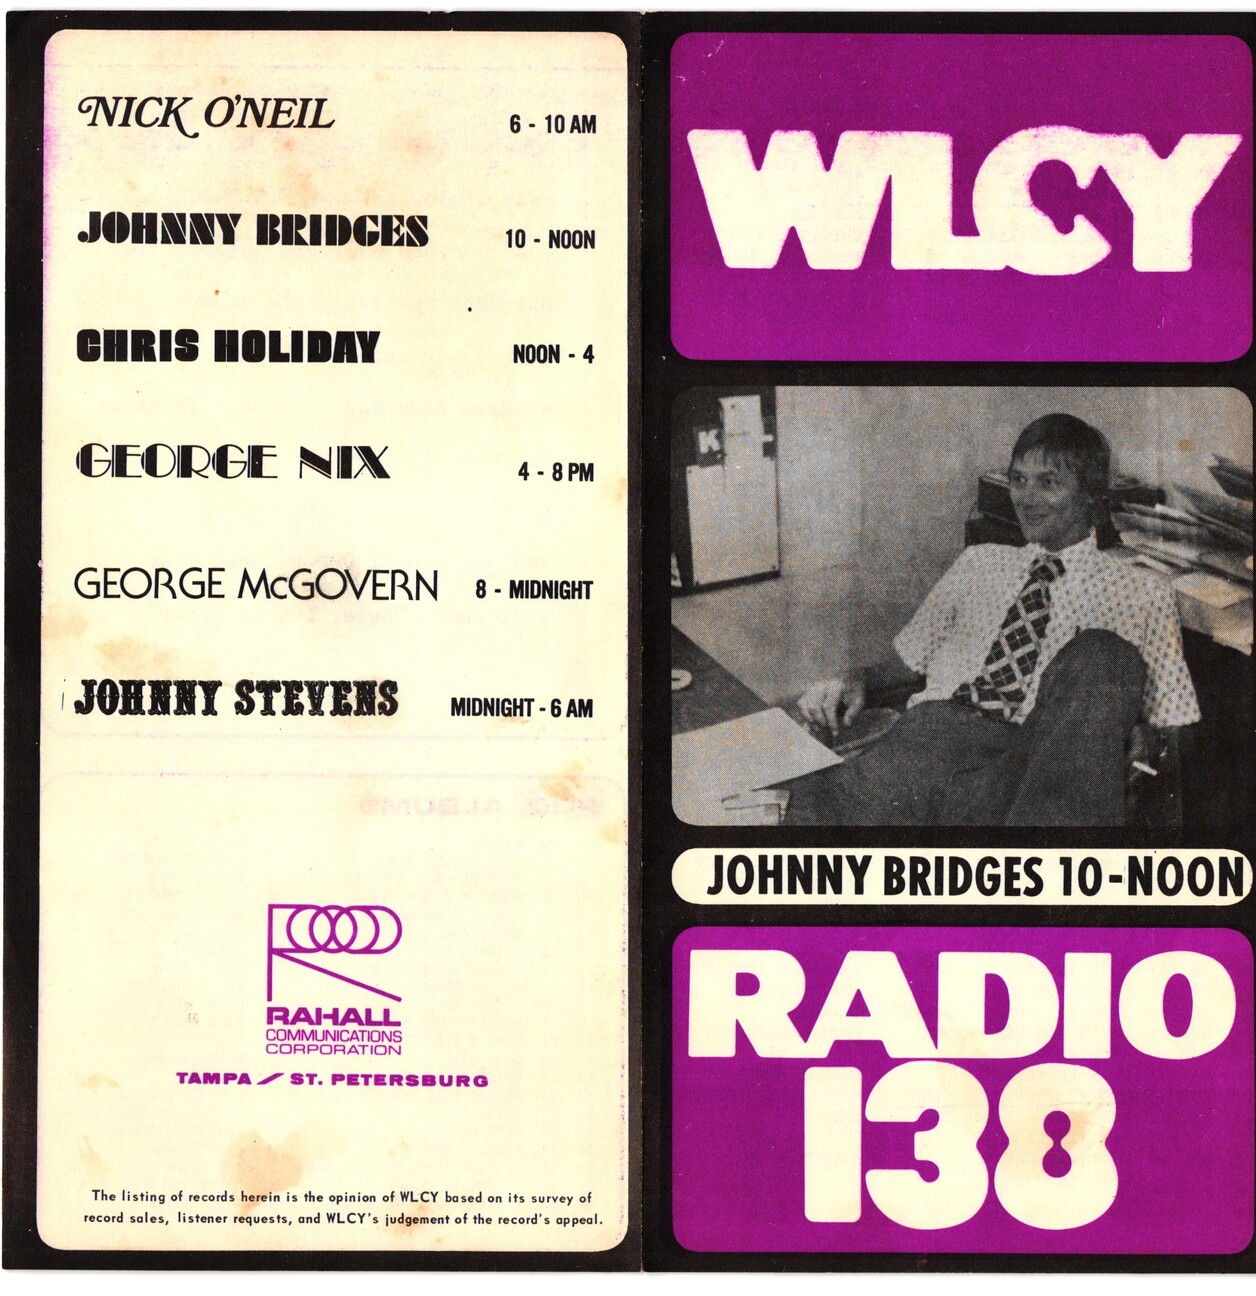 NICK O'NEIL 6 - 10 AM
JOHNNY BRIDGES 10 - NOON
CHRIS HOLIDAY NOON - 4
GEORGE NIX 4 - 8 PM
GEORGE McGOVERN 8 - MIDNIGHT
JOHNNY STEVENS MIDNIGHT - 6 AM
RAHALL
COMMUNICATIONS
CORPORATION
TAMPA / ST. PETERSBURG
The listing of records herein is the opinion of WLCY based on its survey of
record sales, listener requests, and WLCY's judgement of the record's appeal.
WLCY
K
JOHNNY BRIDGES 10-NOON
RADIO
138